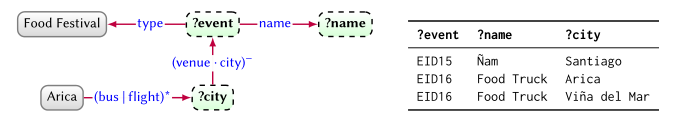 Food Festival type ?event name ?name
(venue · city)⁻
Arica (bus | flight)* ?city
?event ?name ?city
EID15 Ñam Santiago
EID16 Food Truck Arica
EID16 Food Truck Viña del Mar